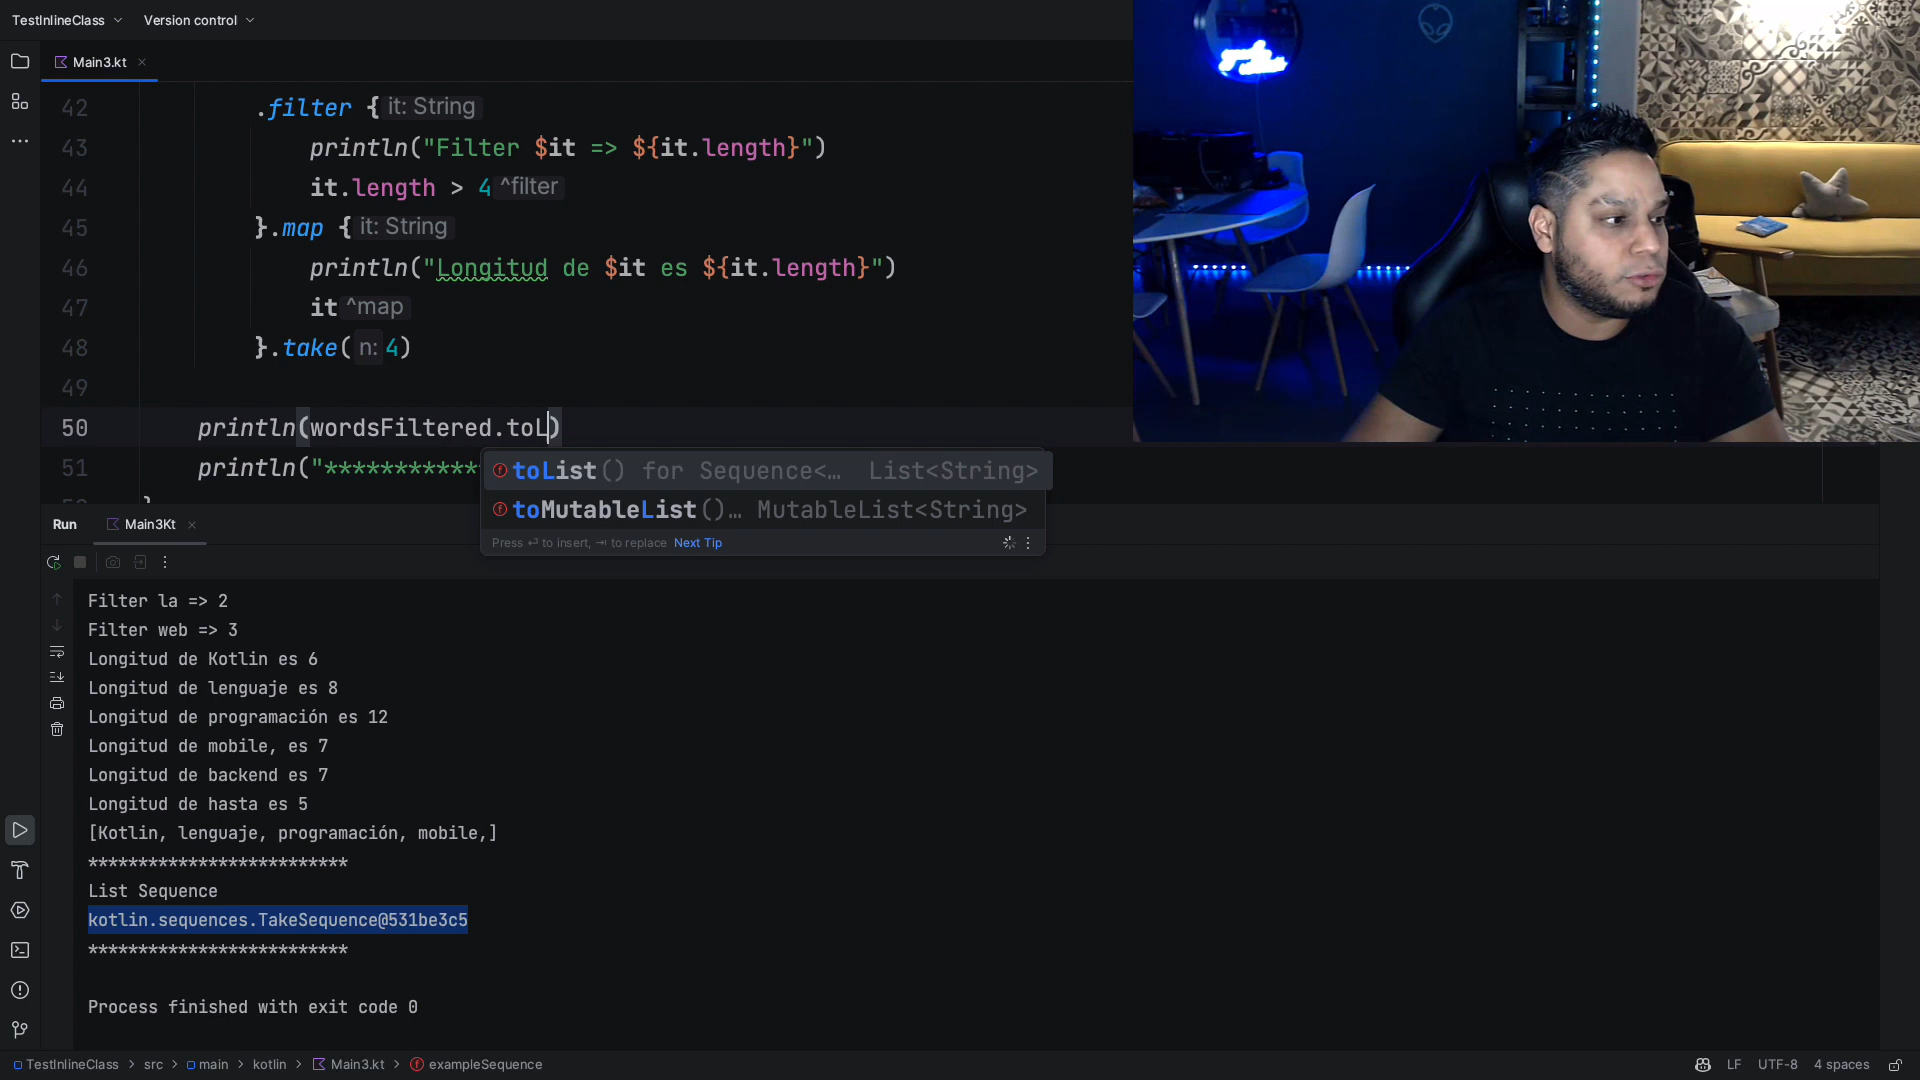 TestInlineClass
Version control
Main3.kt
42 .filter { it: String
43 println("Filter $it => ${it.length}")
44 it.length > 4 ^filter
45 }.map { it: String
46 println("Longitud de $it es ${it.length}")
47 it ^map
48 }.take( n: 4)
49
50 println(wordsFiltered.toL)
51 println("************
toList() for Sequence<… List<String>
toMutableList()… MutableList<String>
Press ⏎ to insert, ⇥ to replace Next Tip
Run Main3Kt
Filter la => 2
Filter web => 3
Longitud de Kotlin es 6
Longitud de lenguaje es 8
Longitud de programación es 12
Longitud de mobile, es 7
Longitud de backend es 7
Longitud de hasta es 5
[Kotlin, lenguaje, programación, mobile,]
**************************
List Sequence
kotlin.sequences.TakeSequence@531be3c5
**************************
Process finished with exit code 0
TestInlineClass > src > main > kotlin > Main3.kt > exampleSequence
LF UTF-8 4 spaces